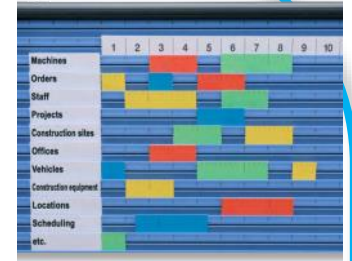 1 2 3 4 5 6 7 8 9 10
Machines
Orders
Staff
Projects
Construction sites
Offices
Vehicles
Construction equipment
Locations
Scheduling
etc.